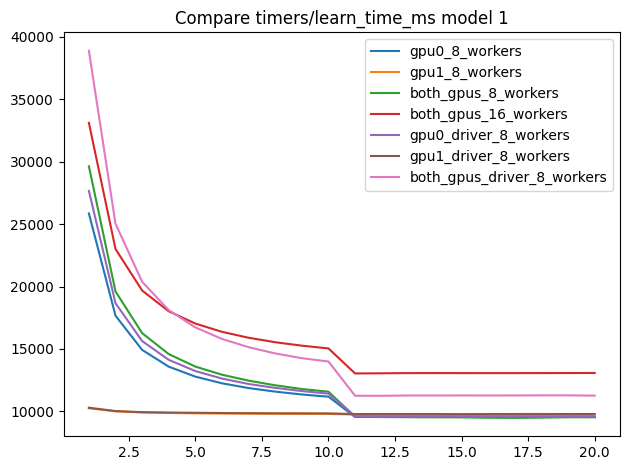 Compare timers/learn_time_ms model 1
40000
35000
30000
25000
20000
15000
10000
gpu0_8_workers
gpu1_8_workers
both_gpus_8_workers
both_gpus_16_workers
gpu0_driver_8_workers
gpu1_driver_8_workers
both_gpus_driver_8_workers
2.5 5.0 7.5 10.0 12.5 15.0 17.5 20.0